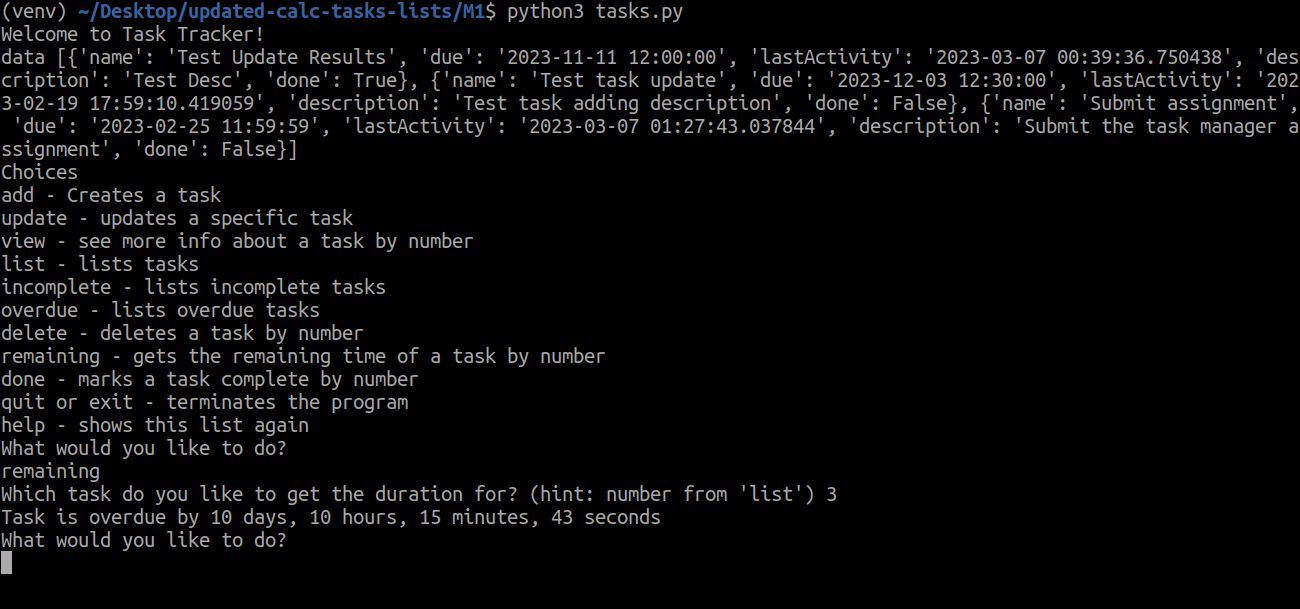 (venv) ~/Desktop/updated-calc-tasks-lists/M1$ python3 tasks.py
Welcome to Task Tracker!
data [{'name': 'Test Update Results', 'due': '2023-11-11 12:00:00', 'lastActivity': '2023-03-07 00:39:36.750438', 'des
cription': 'Test Desc', 'done': True}, {'name': 'Test task update', 'due': '2023-12-03 12:30:00', 'lastActivity': '202
3-02-19 17:59:10.419059', 'description': 'Test task adding description', 'done': False}, {'name': 'Submit assignment',
 'due': '2023-02-25 11:59:59', 'lastActivity': '2023-03-07 01:27:43.037844', 'description': 'Submit the task manager a
ssignment', 'done': False}]
Choices
add - Creates a task
update - updates a specific task
view - see more info about a task by number
list - lists tasks
incomplete - lists incomplete tasks
overdue - lists overdue tasks
delete - deletes a task by number
remaining - gets the remaining time of a task by number
done - marks a task complete by number
quit or exit - terminates the program
help - shows this list again
What would you like to do?
remaining
Which task do you like to get the duration for? (hint: number from 'list') 3
Task is overdue by 10 days, 10 hours, 15 minutes, 43 seconds
What would you like to do?